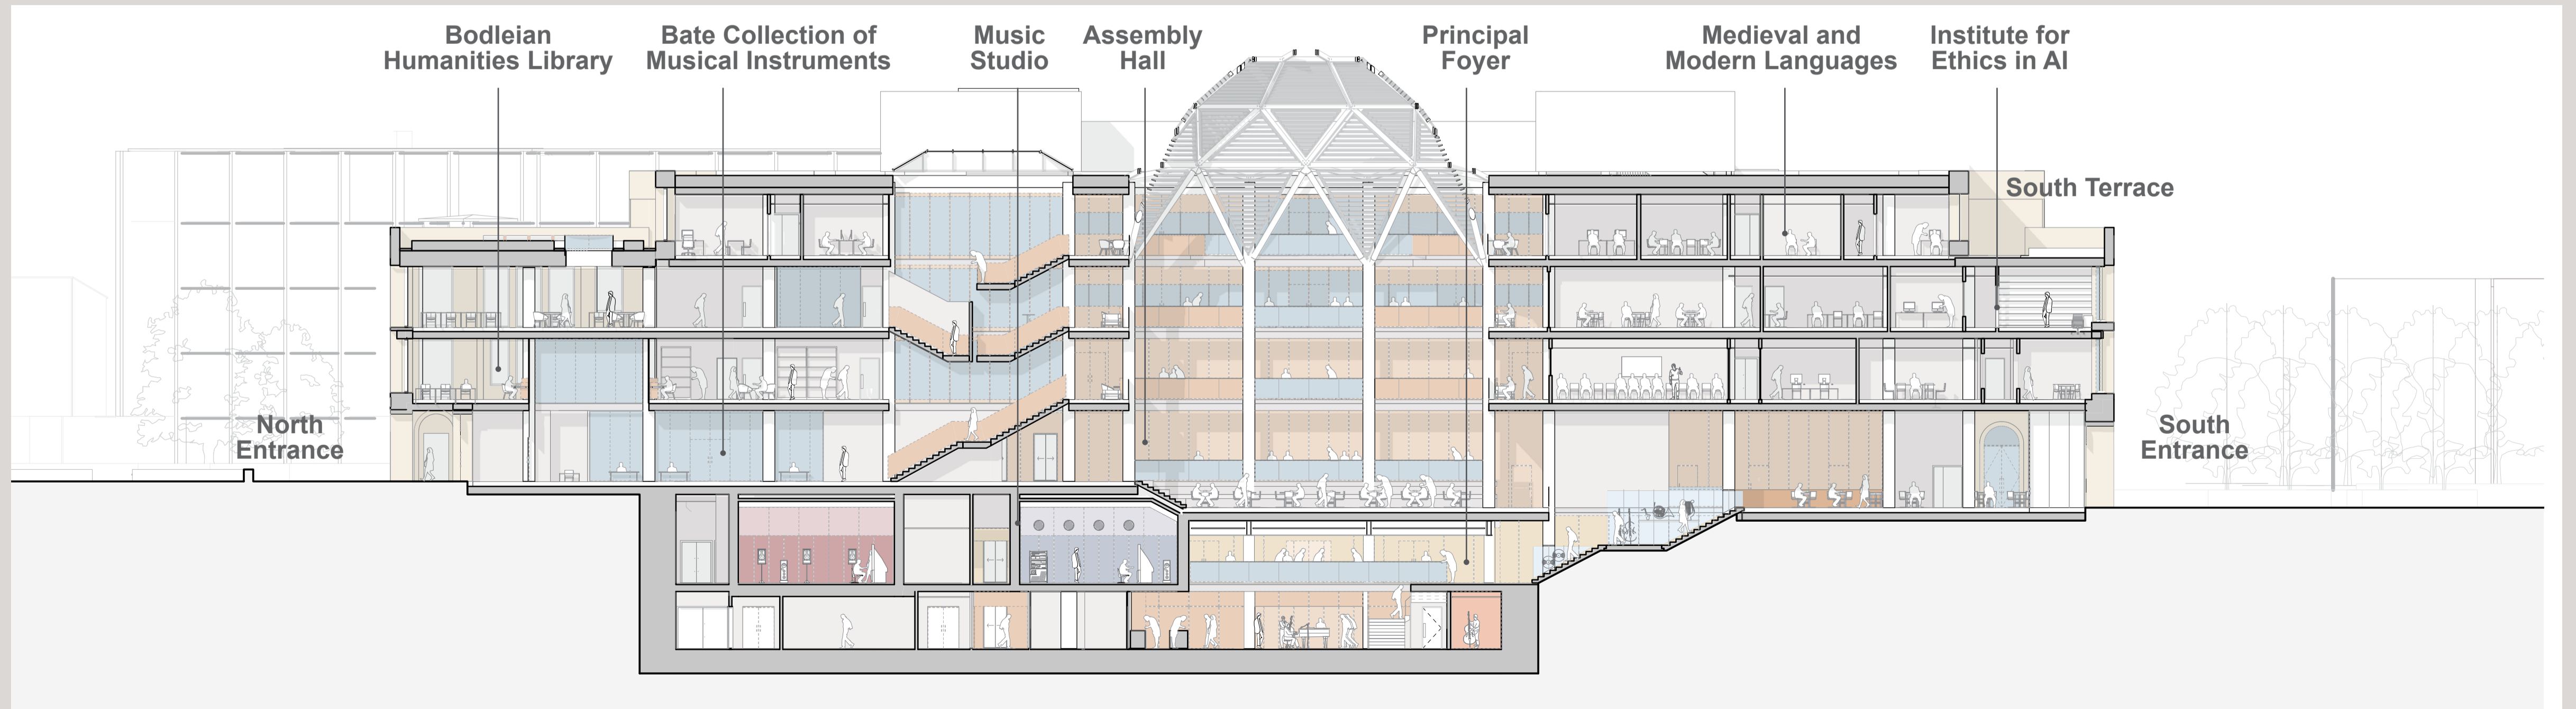 Bodleian
Humanities Library
Bate Collection of
Musical Instruments
Music
Studio
Assembly
Hall
Principal
Foyer
Medieval and
Modern Languages
Institute for
Ethics in AI
South Terrace
North
Entrance
South
Entrance